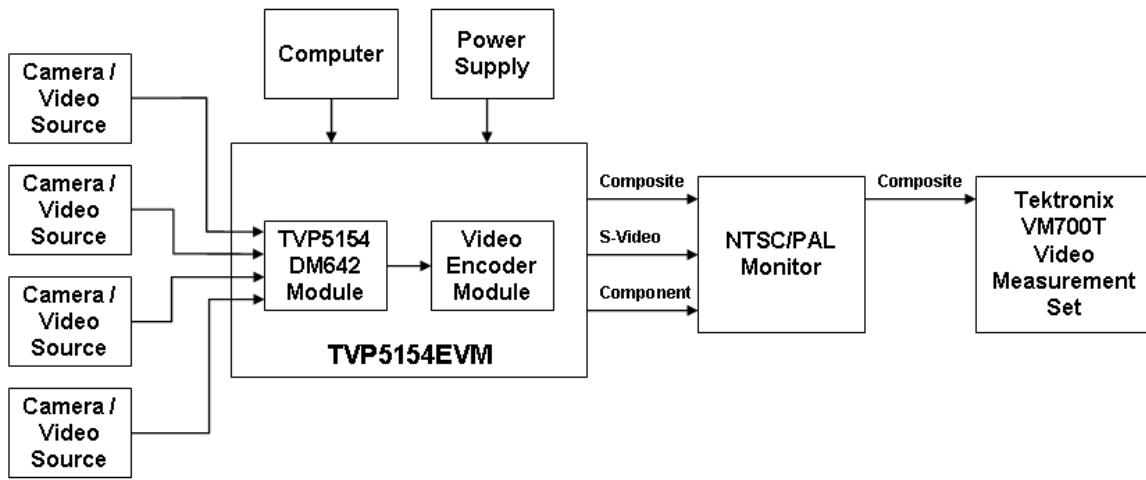 Computer
Power
Supply
Camera /
Video
Source
Camera /
Video
Source
Camera /
Video
Source
Camera /
Video
Source
TVP5154
DM642
Module
Video
Encoder
Module
TVP5154EVM
Composite
S-Video
Component
NTSC/PAL
Monitor
Composite
Tektronix
VM700T
Video
Measurement
Set